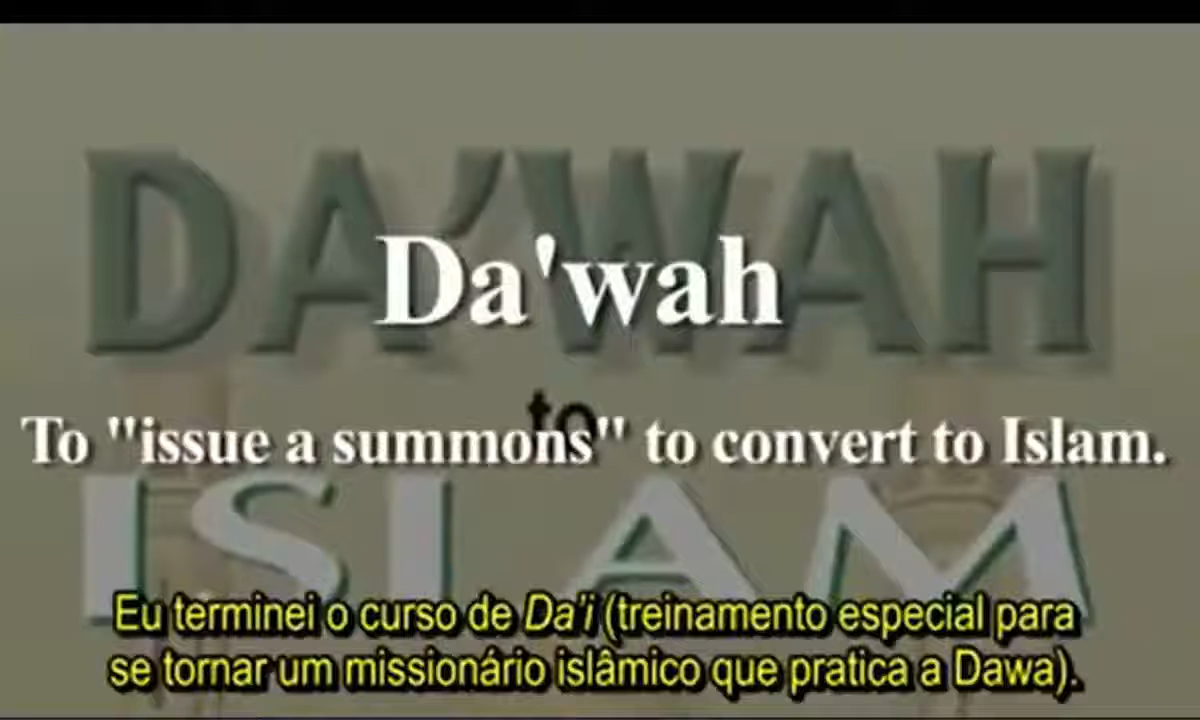 DA'WAH
Da'wah
to
To "issue a summons" to convert to Islam.
ISLAM
Eu terminei o curso de Da'i (treinamento especial para
se tornar um missionário islâmico que pratica a Dawa).